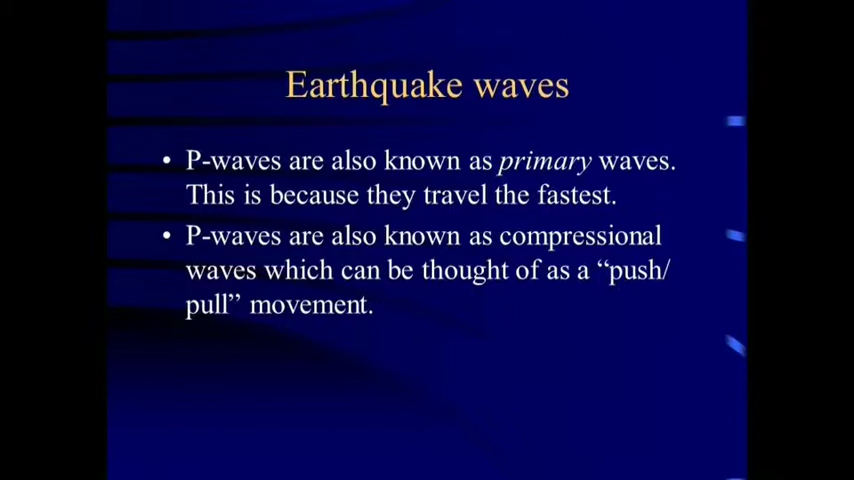 Earthquake waves
• P-waves are also known as primary waves.
This is because they travel the fastest.
• P-waves are also known as compressional
waves which can be thought of as a “push/
pull” movement.